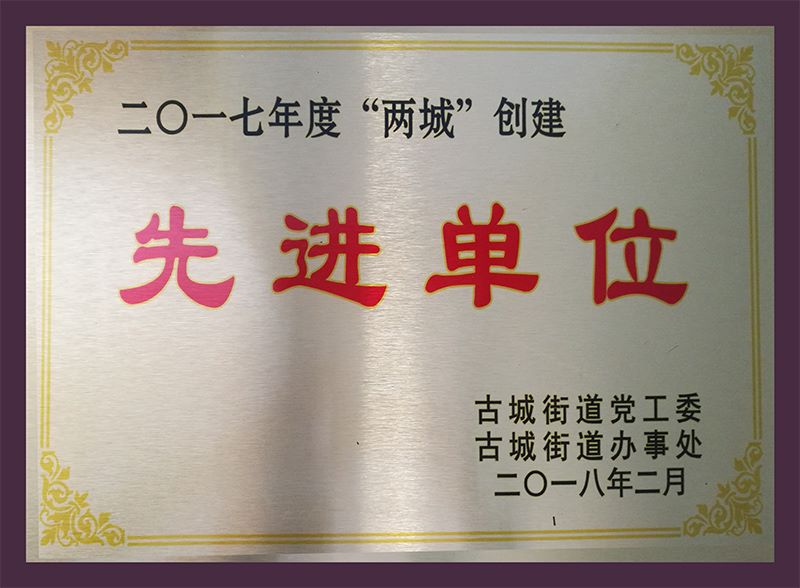 二〇一七年度“两城”创建
先进单位
古城街道党工委
古城街道办事处
二〇一八年二月